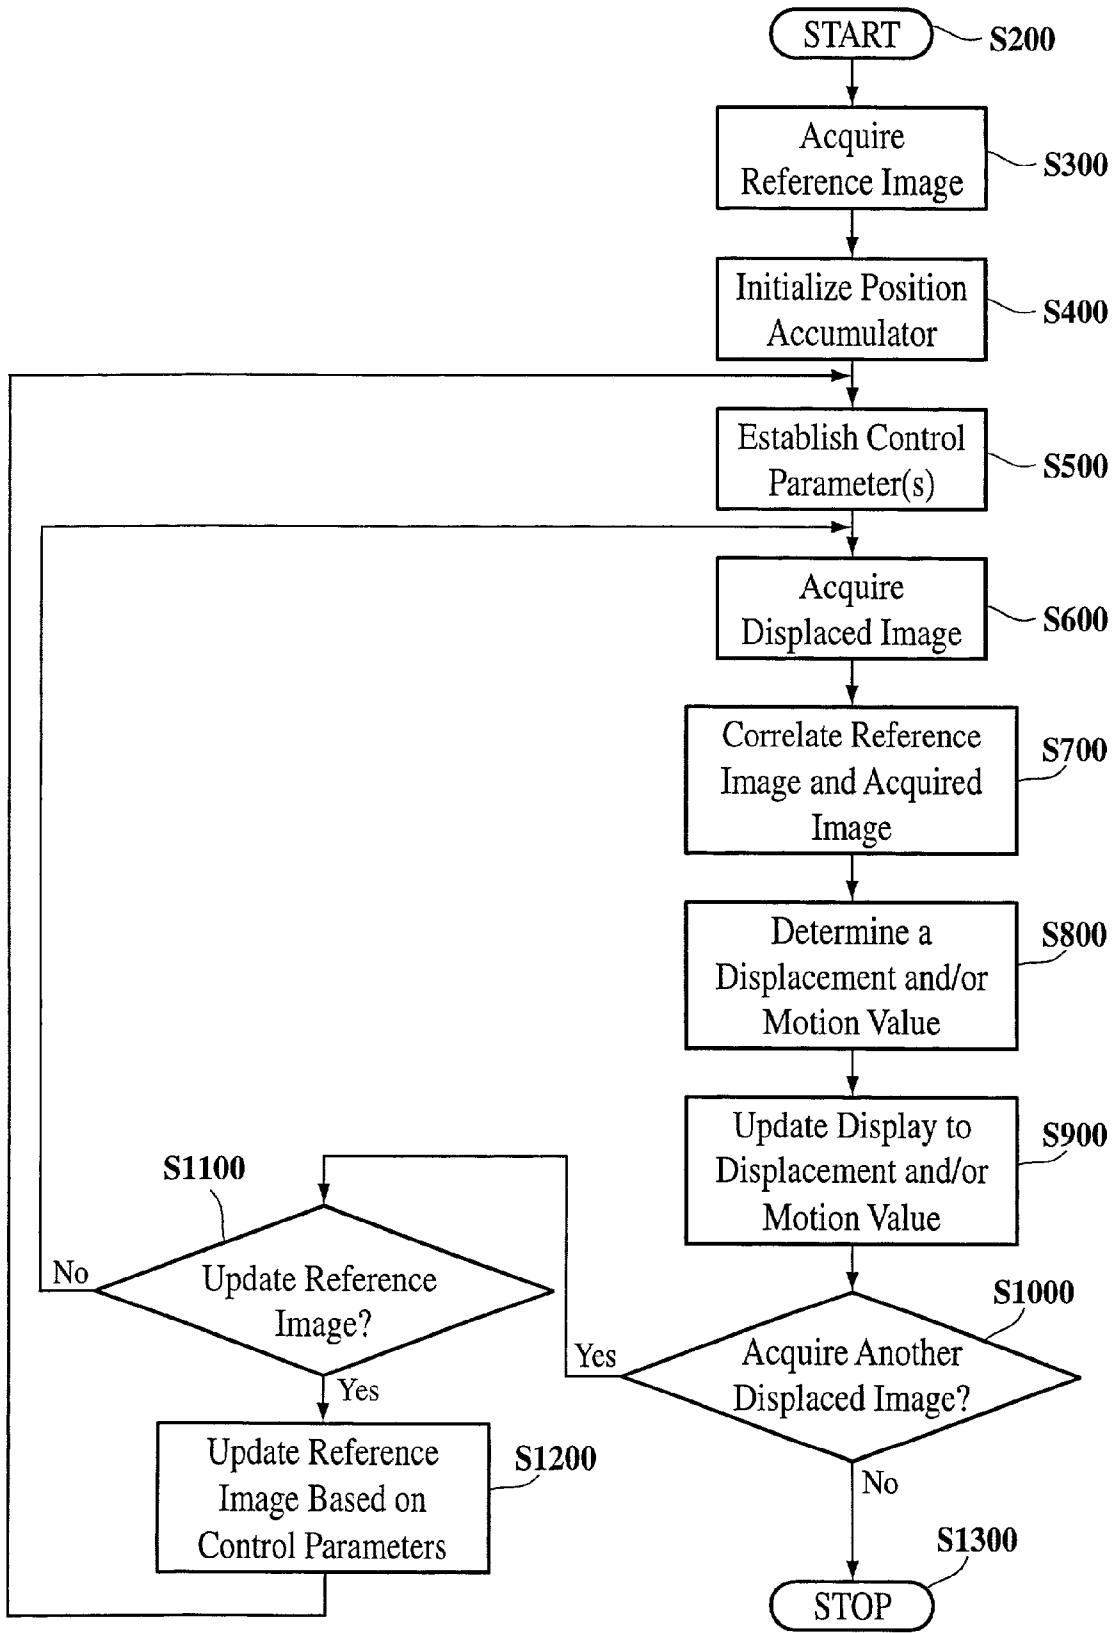 START
S200
Acquire
Reference Image
S300
Initialize Position
Accumulator
S400
Establish Control
Parameter(s)
S500
Acquire
Displaced Image
S600
Correlate Reference
Image and Acquired
Image
S700
Determine a
Displacement and/or
Motion Value
S800
Update Display to
Displacement and/or
Motion Value
S900
S1000
Acquire Another
Displaced Image?
Yes
No
S1100
Update Reference
Image?
No
Yes
Update Reference
Image Based on
Control Parameters
S1200
S1300
STOP